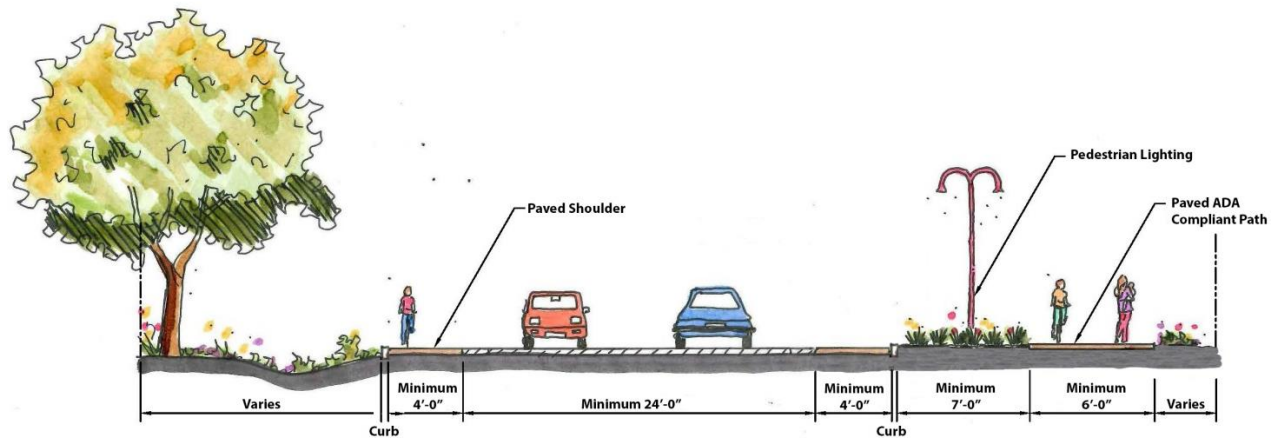 Pedestrian Lighting
Paved Shoulder
Paved ADA
Compliant Path
Varies
Curb
Minimum
4’-0”
Minimum 24’-0”
Minimum
4’-0”
Curb
Minimum
7’-0”
Minimum
6’-0”
Varies